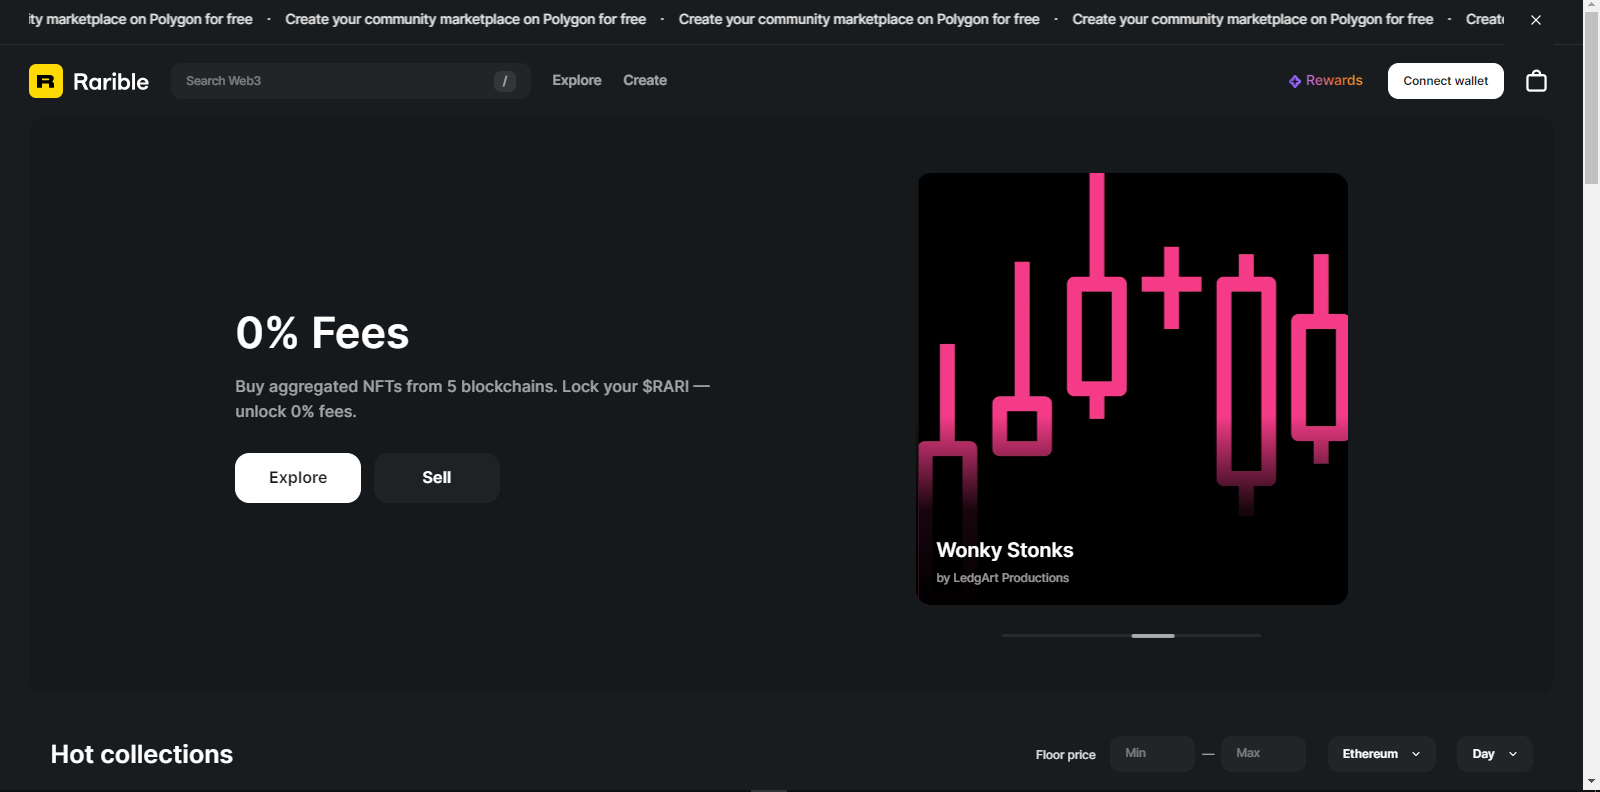 ity marketplace on Polygon for free · Create your community marketplace on Polygon for free · Create your community marketplace on Polygon for free · Create your community marketplace on Polygon for free · Create
Rarible
Search Web3 /
Explore Create
Rewards
Connect wallet
0% Fees
Buy aggregated NFTs from 5 blockchains. Lock your $RARI —
unlock 0% fees.
Explore Sell
Wonky Stonks
by LedgArt Productions
Hot collections
Floor price Min — Max Ethereum Day